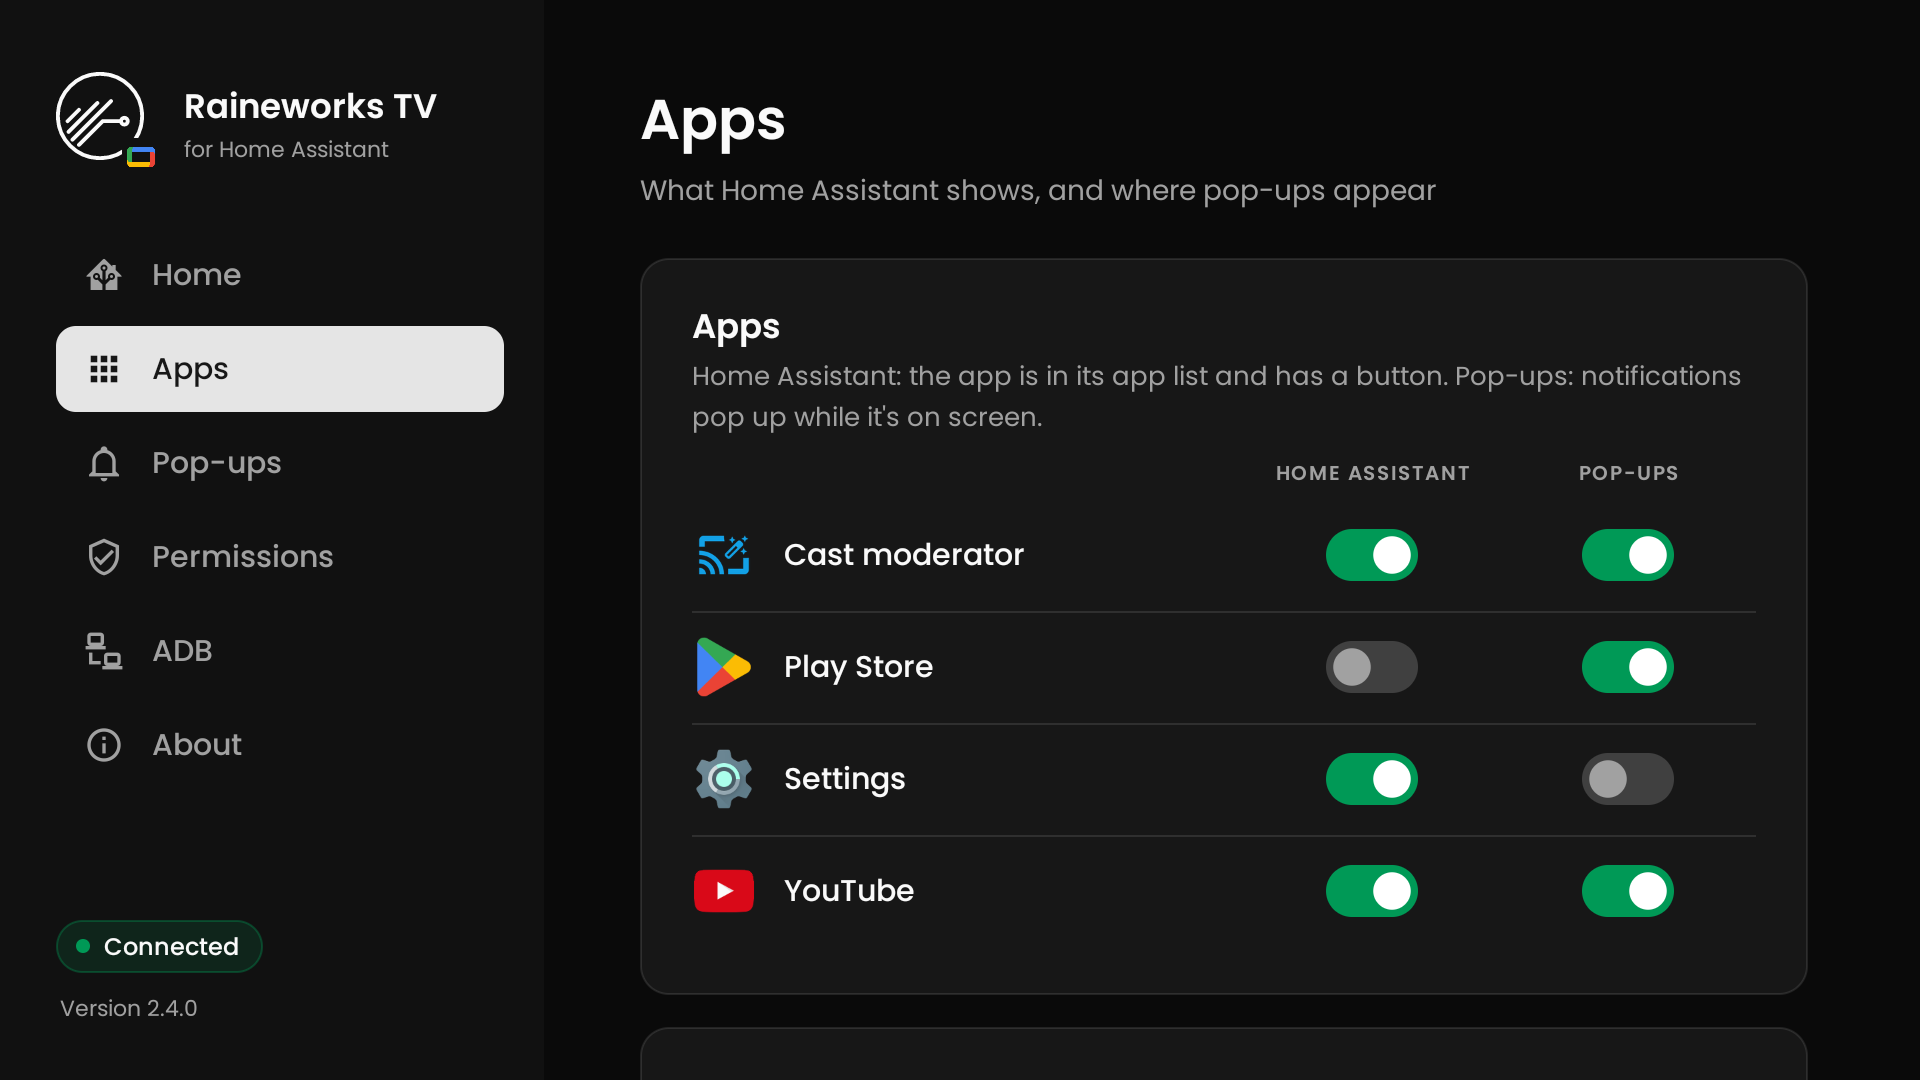 Raineworks TV
for Home Assistant
Home
Apps
Pop-ups
Permissions
ADB
About
Connected
Version 2.4.0
Apps
What Home Assistant shows, and where pop-ups appear
Apps
Home Assistant: the app is in its app list and has a button. Pop-ups: notifications
pop up while it's on screen.
HOME ASSISTANT POP-UPS
Cast moderator
Play Store
Settings
YouTube